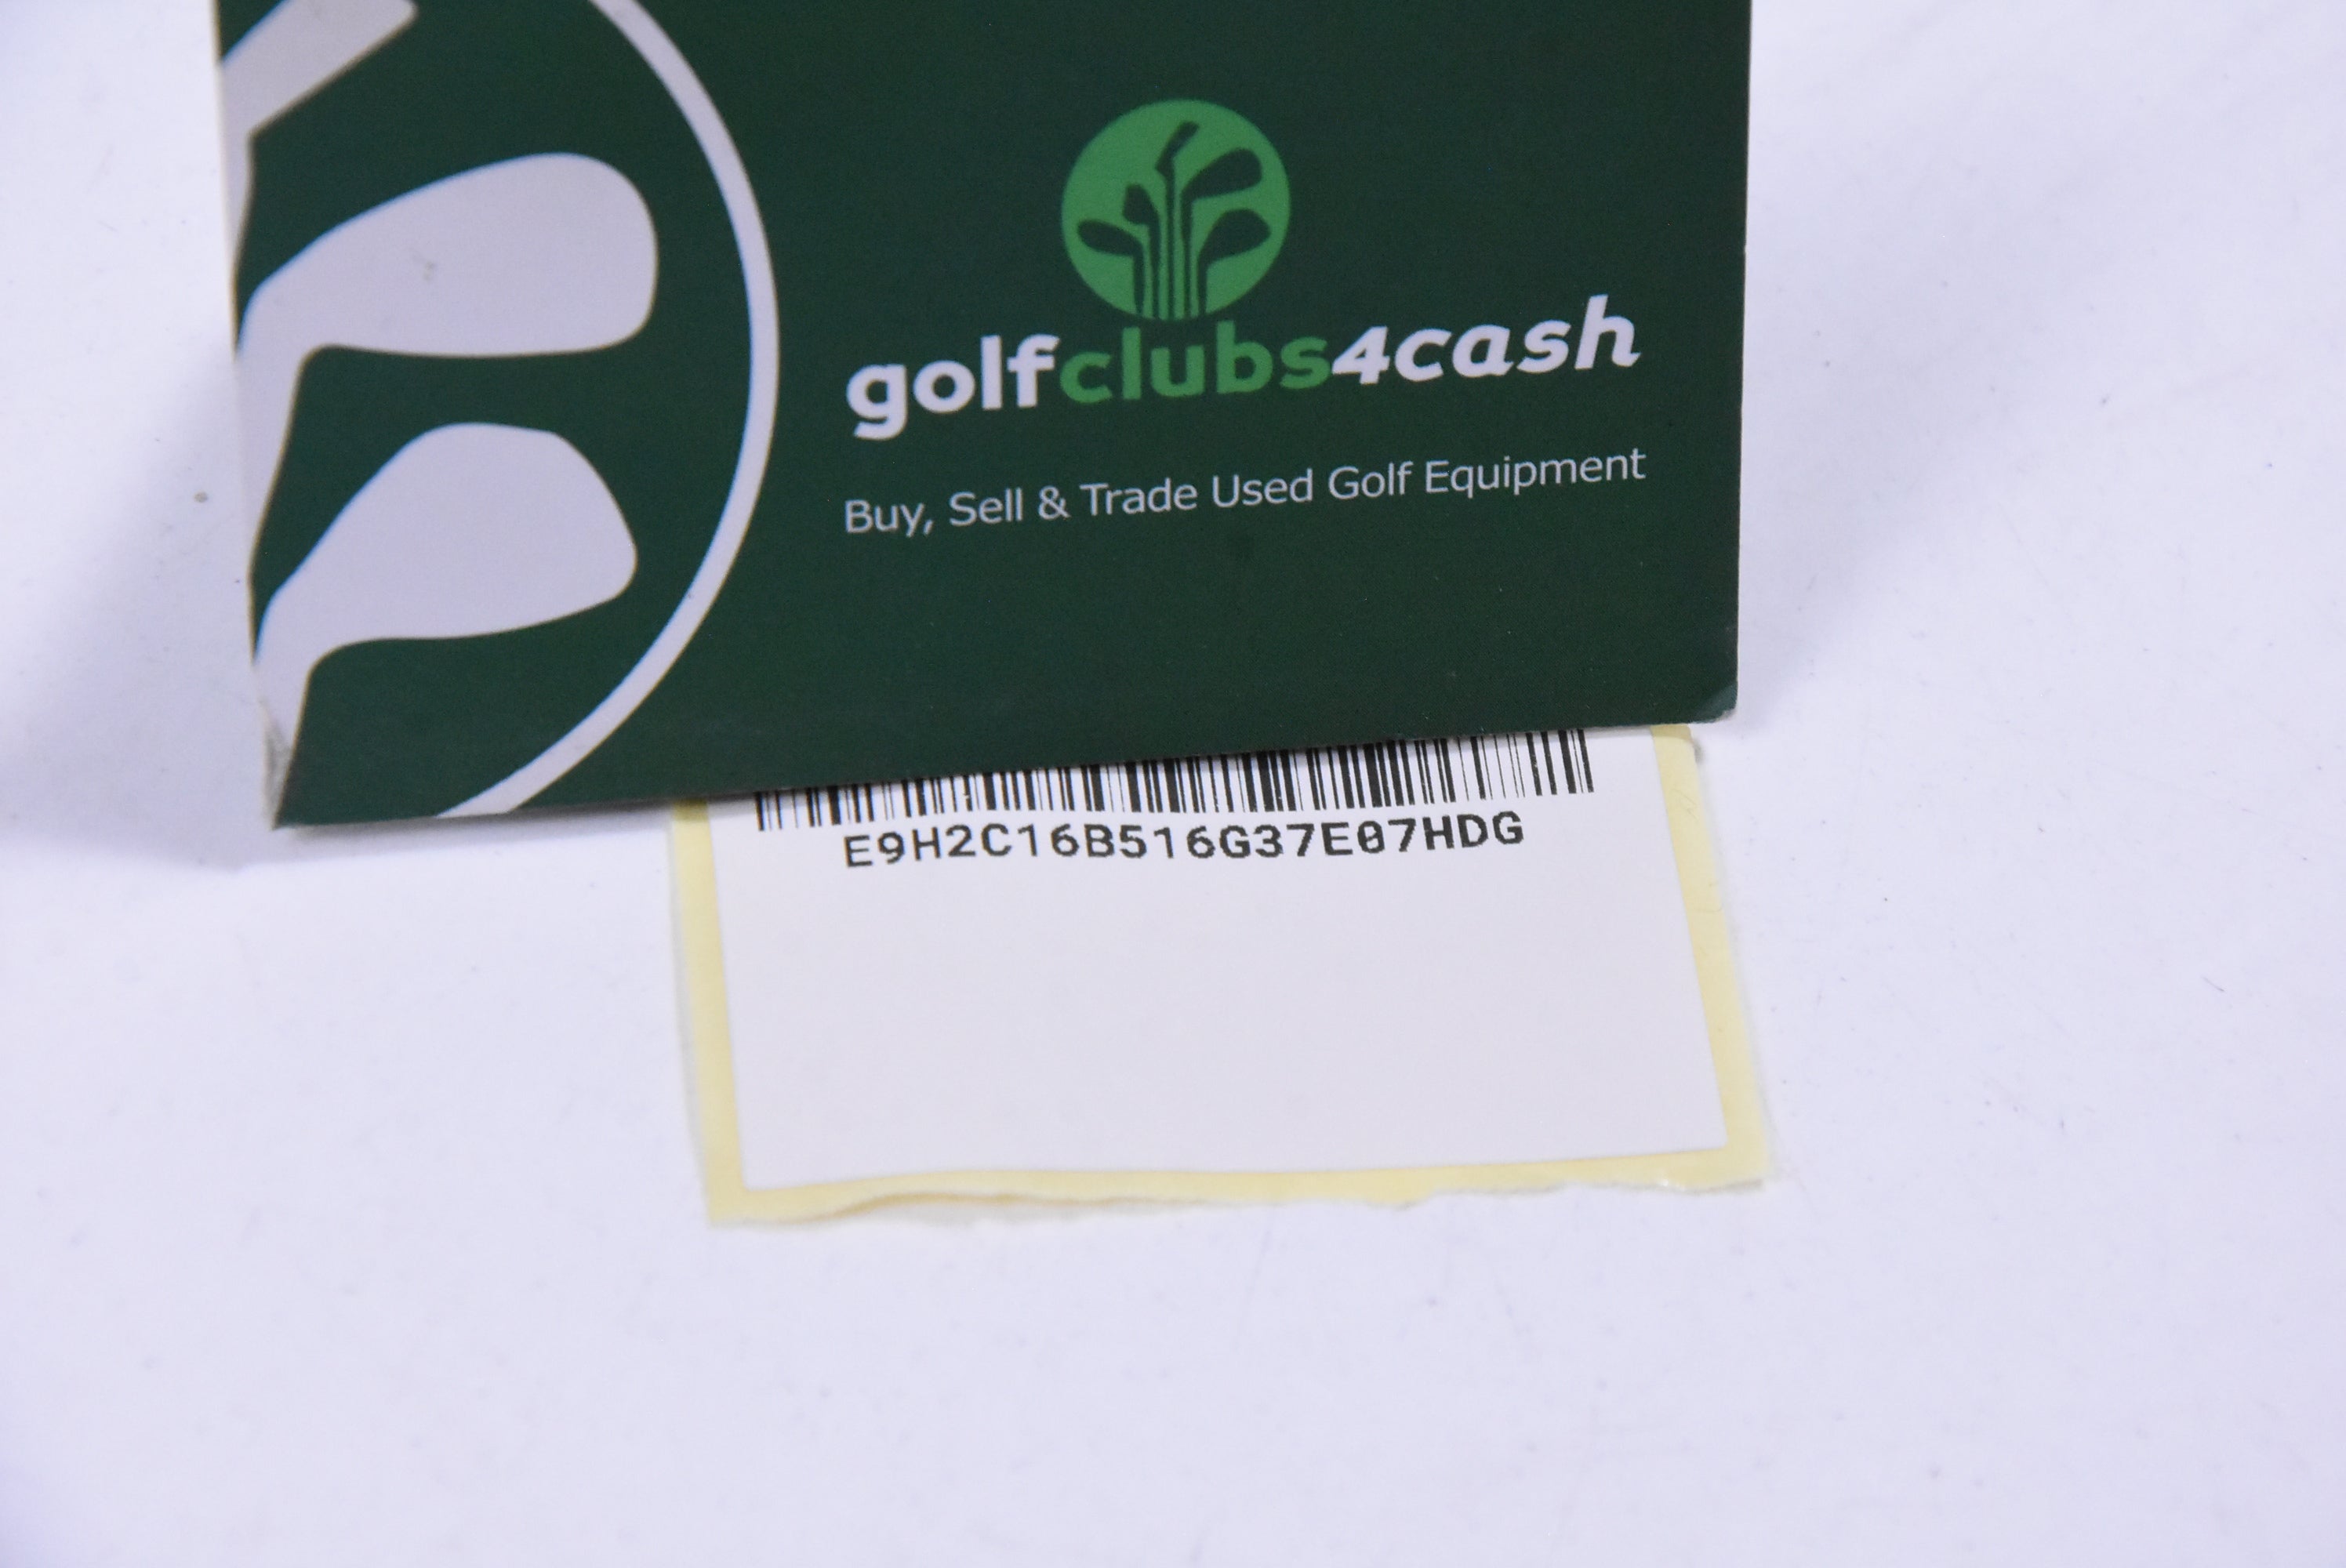 golfclubs4cash
Buy, Sell & Trade Used Golf Equipment
E9H2C16B516G37E07HDG